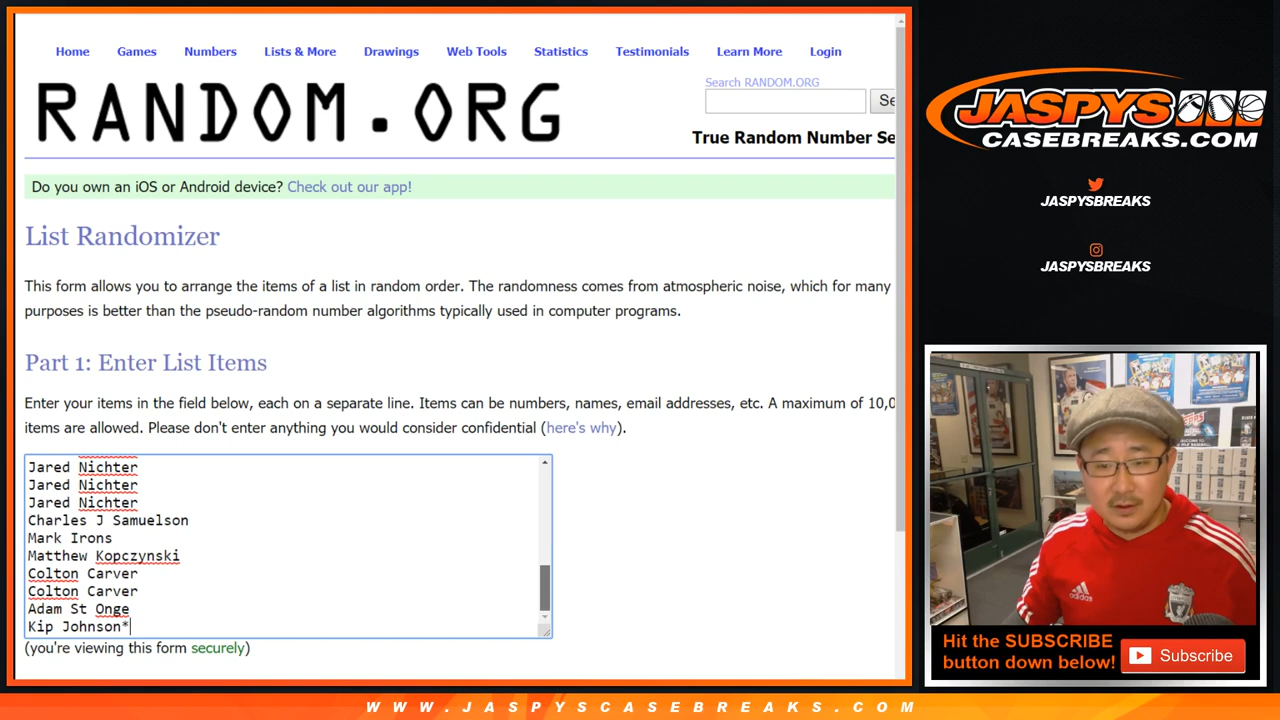 Home Games Numbers Lists & More Drawings Web Tools Statistics Testimonials Learn More Login
RANDOM.ORG
Search RANDOM.ORG
Se
True Random Number Se
Do you own an iOS or Android device? Check out our app!
List Randomizer
This form allows you to arrange the items of a list in random order. The randomness comes from atmospheric noise, which for many
purposes is better than the pseudo-random number algorithms typically used in computer programs.
Part 1: Enter List Items
Enter your items in the field below, each on a separate line. Items can be numbers, names, email addresses, etc. A maximum of 10,0
items are allowed. Please don't enter anything you would consider confidential (here's why).
Jared Nichter
Jared Nichter
Jared Nichter
Charles J Samuelson
Mark Irons
Matthew Kopczynski
Colton Carver
Colton Carver
Adam St Onge
Kip Johnson*
(you're viewing this form securely)
JASPYS
CASEBREAKS.COM
JASPYSBREAKS
JASPYSBREAKS
adidas
Hit the SUBSCRIBE
button down below!
Subscribe
WWW.JASPYSCASEBREAKS.COM